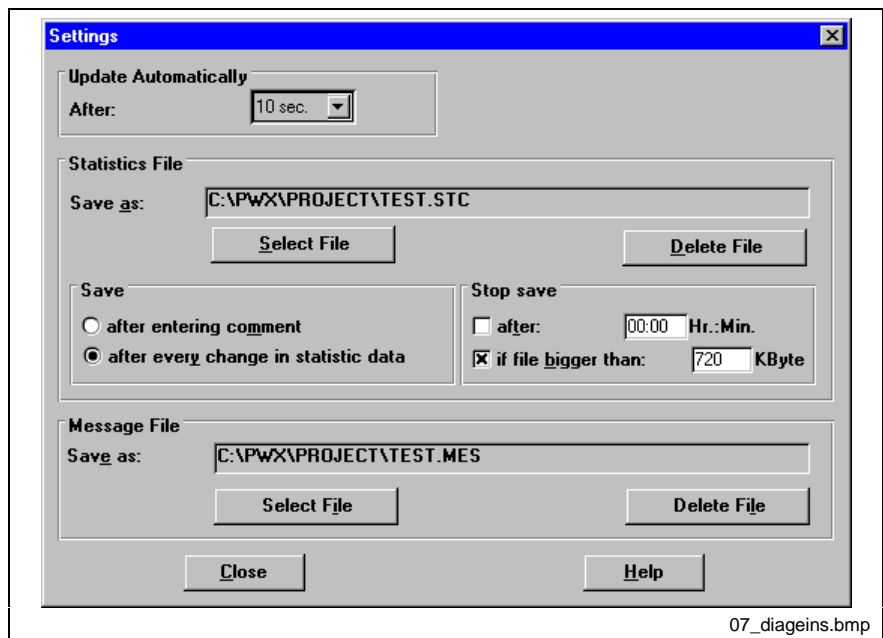 Settings
Update Automatically
After: 10 sec.
Statistics File
Save as: C:\PWX\PROJECT\TEST.STC
Select File Delete File
Save
after entering comment
after every change in statistic data
Stop save
after: 00:00 Hr.:Min.
if file bigger than: 720 KByte
Message File
Save as: C:\PWX\PROJECT\TEST.MES
Select File Delete File
Close Help
07_diageins.bmp